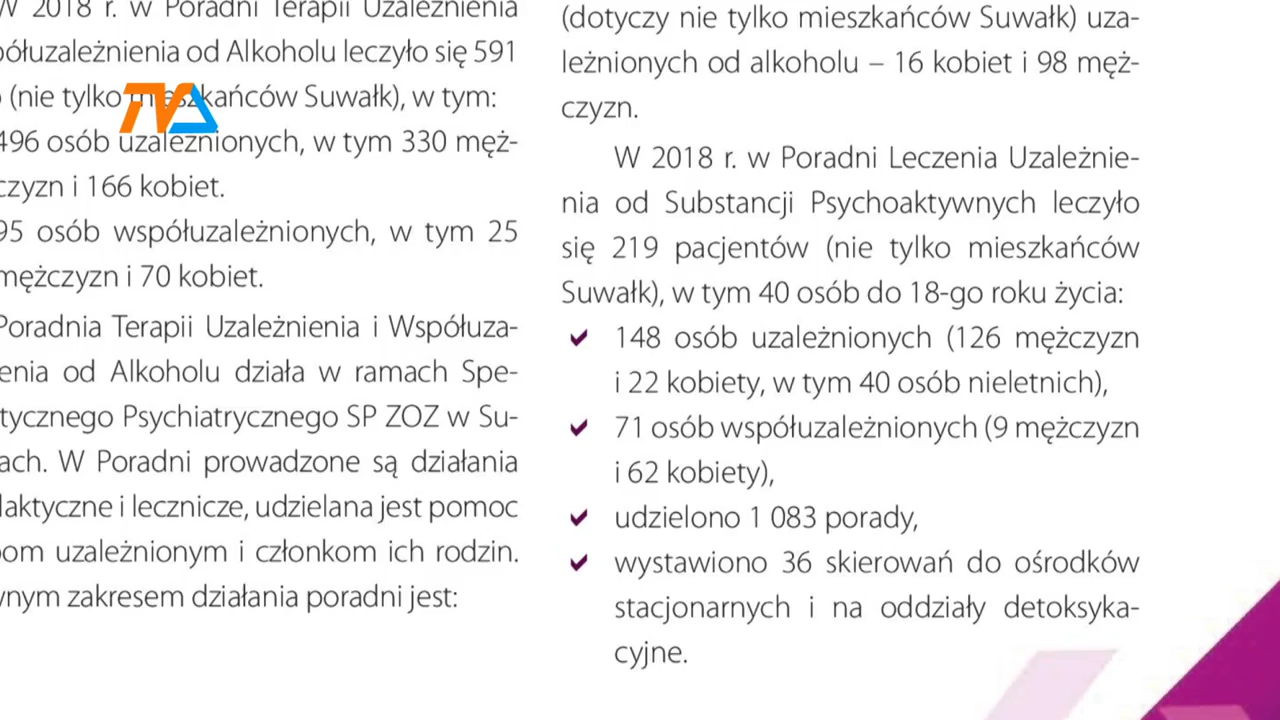 W 2018 r. w Poradni Terapii Uzależnienia
półuzależnienia od Alkoholu leczyło się 591
(nie tylko mieszkańców Suwałk), w tym:
496 osób uzależnionych, w tym 330 męż-
czyzn i 166 kobiet.
95 osób współuzależnionych, w tym 25
mężczyzn i 70 kobiet.
Poradnia Terapii Uzależnienia i Współuza-
enia od Alkoholu działa w ramach Spe-
tycznego Psychiatrycznego SP ZOZ w Su-
ach. W Poradni prowadzone są działania
laktyczne i lecznicze, udzielana jest pomoc
om uzależnionym i członkom ich rodzin.
wnym zakresem działania poradni jest:
(dotyczy nie tylko mieszkańców Suwałk) uza-
leżnionych od alkoholu – 16 kobiet i 98 męż-
czyzn.
W 2018 r. w Poradni Leczenia Uzależnie-
nia od Substancji Psychoaktywnych leczyło
się 219 pacjentów (nie tylko mieszkańców
Suwałk), w tym 40 osób do 18-go roku życia:
148 osób uzależnionych (126 mężczyzn
i 22 kobiety, w tym 40 osób nieletnich),
71 osób współuzależnionych (9 mężczyzn
i 62 kobiety),
udzielono 1 083 porady,
wystawiono 36 skierowań do ośrodków
stacjonarnych i na oddziały detoksyka-
cyjne.